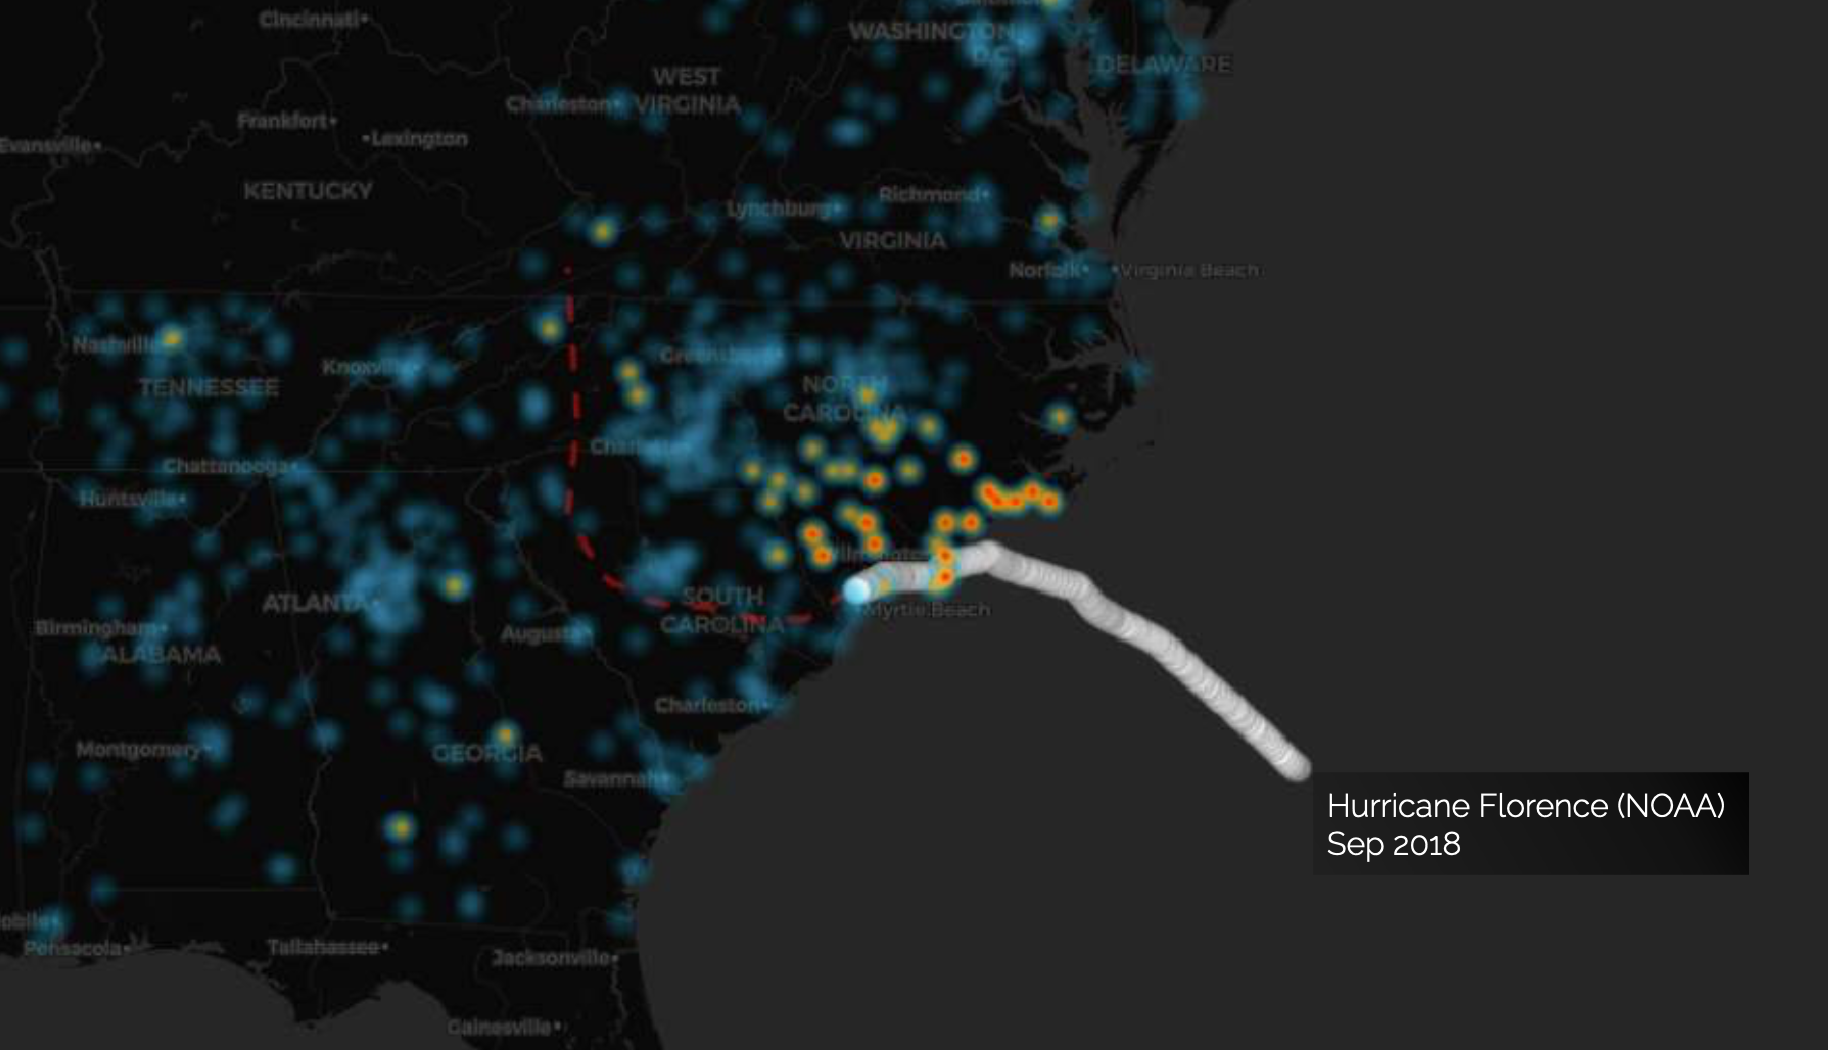 Cincinnati
WASHINGTON
D.C.
WEST
VIRGINIA
DELAWARE
Charleston
Frankfort
Lexington
Evansville
KENTUCKY
Richmond
Lynchburg
VIRGINIA
Norfolk
Virginia Beach
Nashville
Knoxville
TENNESSEE
Greensboro
NORTH
CAROLINA
Charlotte
Chattanooga
Huntsville
Wilmington
ATLANTA
SOUTH
CAROLINA
Myrtle Beach
Birmingham
ALABAMA
Augusta
Charleston
Montgomery
GEORGIA
Savannah
Hurricane Florence (NOAA)
Sep 2018
obile
Pensacola
Tallahassee
Jacksonville
Gainesville